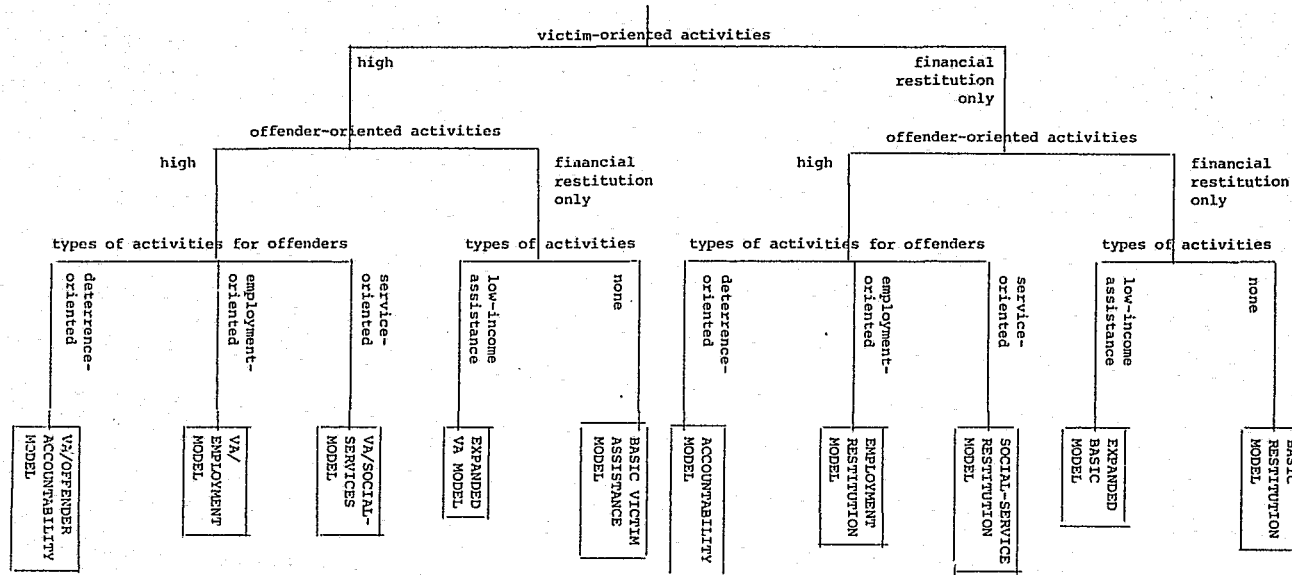 victim-oriented activities
high
financial
restitution
only
offender-oriented activities
offender-oriented activities
high
financial
restitution
only
high
financial
restitution
only
types of activities for offenders
types of activities
types of activities for offenders
types of activities
deterrence-
oriented
employment-
oriented
service-
oriented
low-income
assistance
none
deterrence-
oriented
employment-
oriented
service-
oriented
low-income
assistance
none
VA/OFFENDER
ACCOUNTABILITY
MODEL
VA/
EMPLOYMENT
MODEL
VA/SOCIAL-
SERVICES
MODEL
EXPANDED
VA MODEL
BASIC VICTIM
ASSISTANCE
MODEL
ACCOUNTABILITY
MODEL
EMPLOYMENT
RESTITUTION
MODEL
SOCIAL-SERVICE
RESTITUTION
MODEL
EXPANDED
BASIC
MODEL
BASIC
RESTITUTION
MODEL